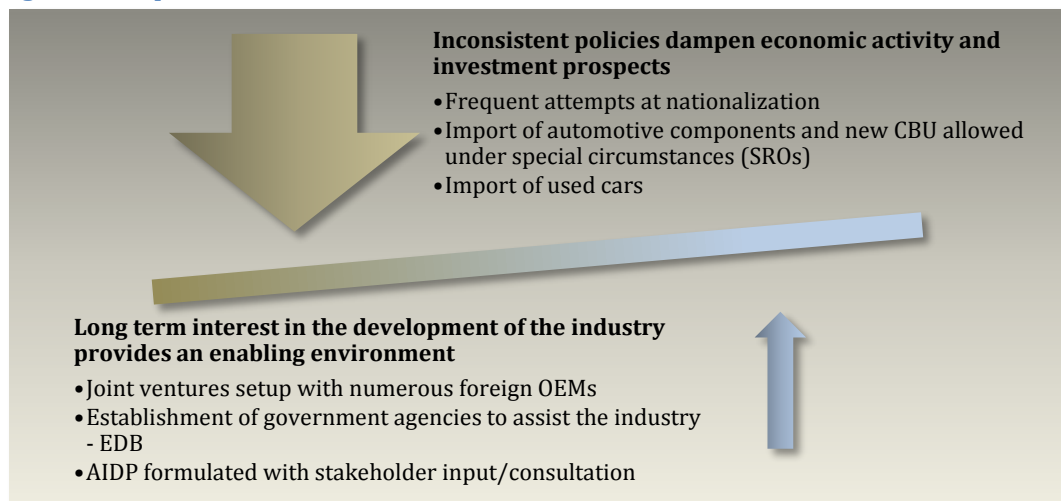 Inconsistent policies dampen economic activity and
investment prospects
•Frequent attempts at nationalization
•Import of automotive components and new CBU allowed
under special circumstances (SROs)
•Import of used cars
Long term interest in the development of the industry
provides an enabling environment
•Joint ventures setup with numerous foreign OEMs
•Establishment of government agencies to assist the industry
- EDB
•AIDP formulated with stakeholder input/consultation